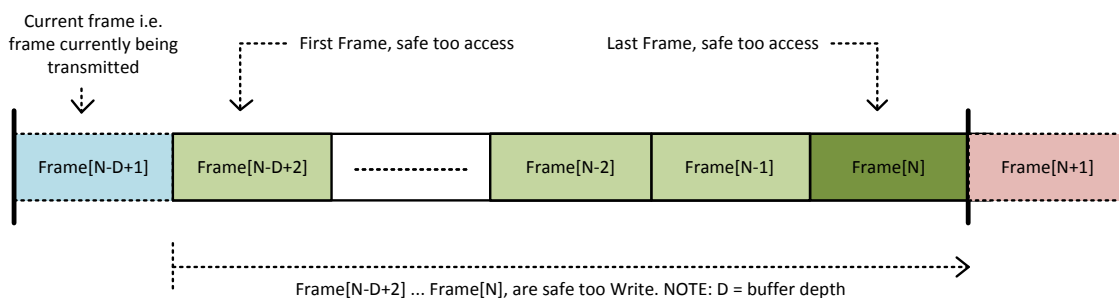 Current frame i.e.
frame currently being
transmitted
First Frame, safe too access
Last Frame, safe too access
Frame[N-D+1]
Frame[N-D+2]
Frame[N-2]
Frame[N-1]
Frame[N]
Frame[N+1]
Frame[N-D+2] ... Frame[N], are safe too Write. NOTE: D = buffer depth